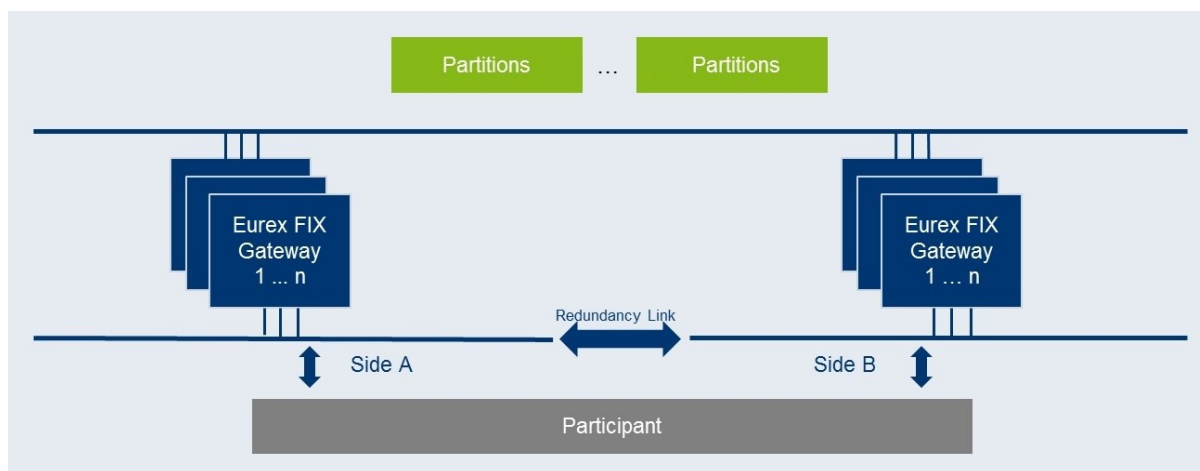 Partitions … Partitions
Eurex FIX
Gateway
1 ... n
Eurex FIX
Gateway
1 … n
Redundancy Link
Side A
Side B
Participant